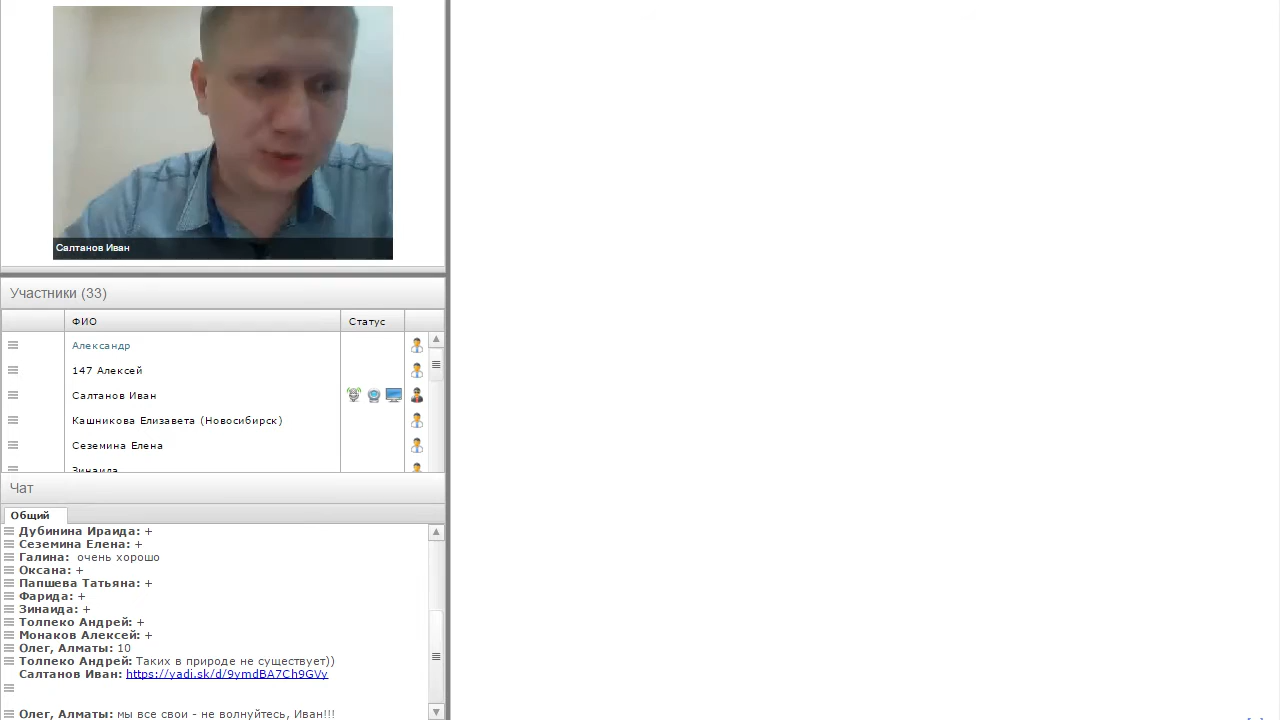 Салтанов Иван
Участники (33)
ФИО Статус
Александр
147 Алексей
Салтанов Иван
Кашникова Елизавета (Новосибирск)
Сеземина Елена
Зинаида
Чат
Общий
Дубинина Ираида: +
Сеземина Елена: +
Галина: очень хорошо
Оксана: +
Папшева Татьяна: +
Фарида: +
Зинаида: +
Толпеко Андрей: +
Монаков Алексей: +
Олег, Алматы: 10
Толпеко Андрей: Таких в природе не существует))
Салтанов Иван: https://yadi.sk/d/9ymdBA7Ch9GVy
Олег, Алматы: мы все свои - не волнуйтесь, Иван!!!